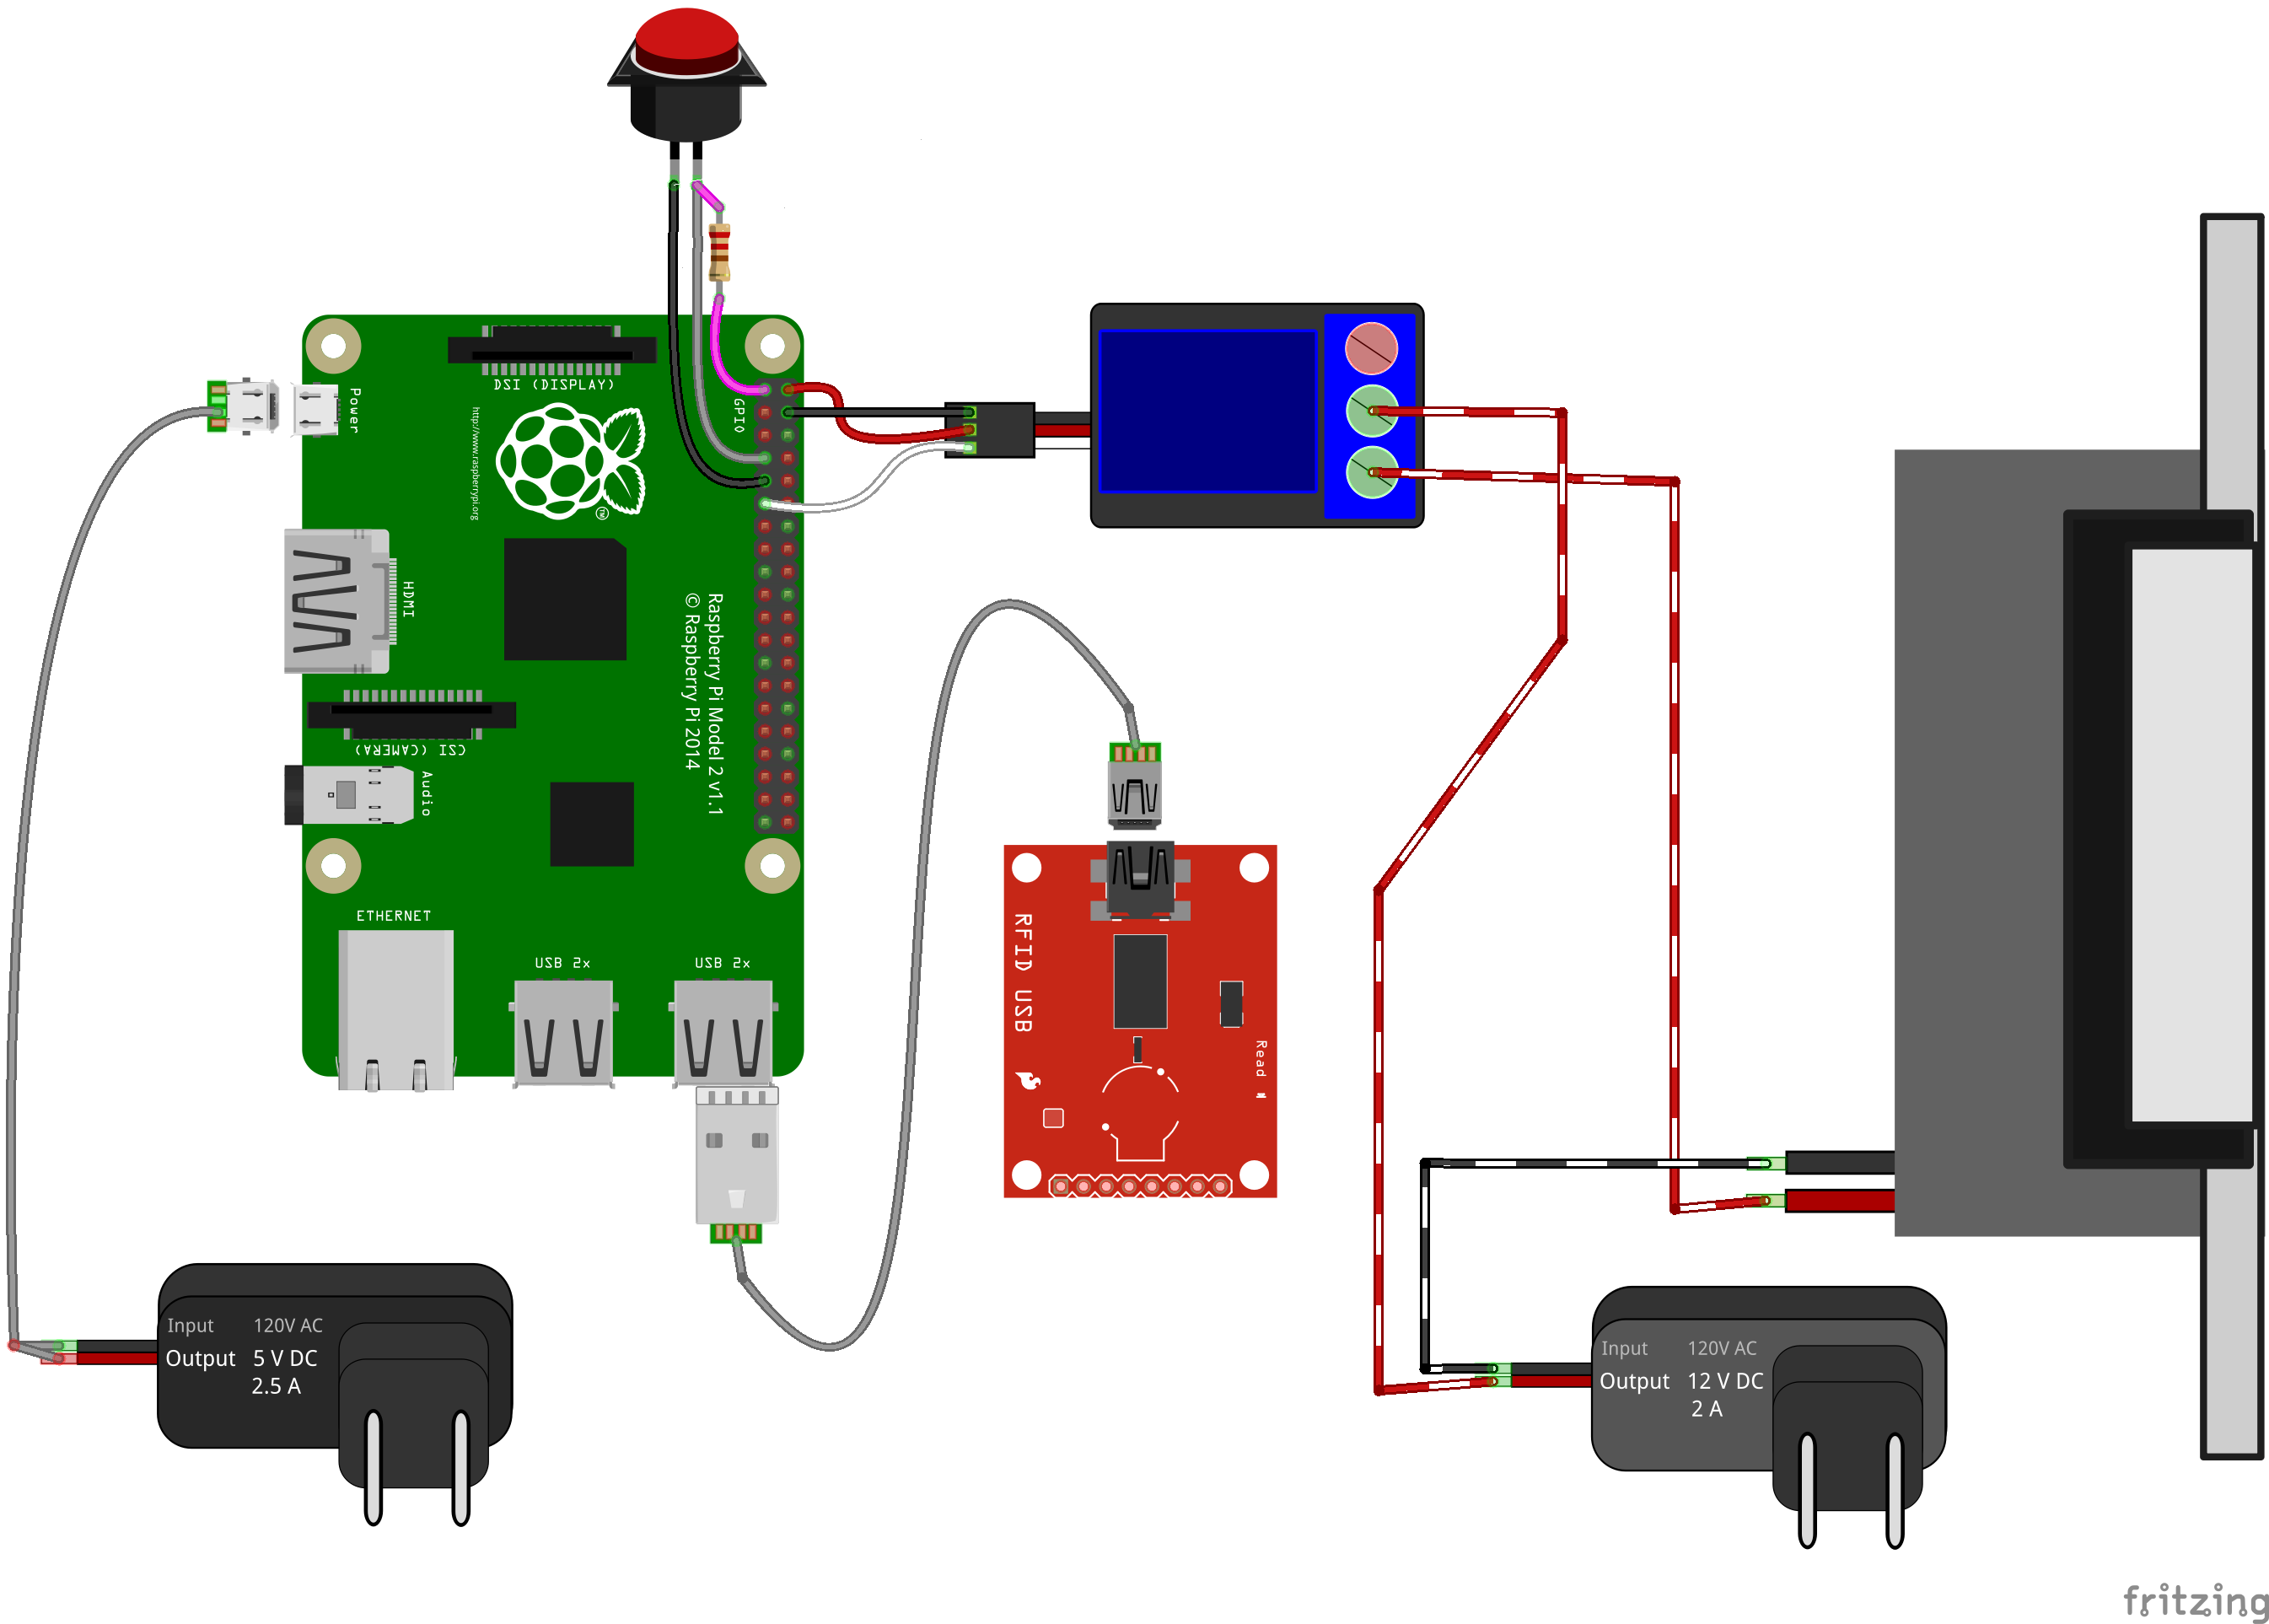 DSI (DISPLAY)
Power
GPIO
http://www.raspberrypi.org
TM
HDMI
Raspberry Pi Model 2 v1.1
© Raspberry Pi 2014
CSI (CAMERA)
Audio
ETHERNET
USB 2x
USB 2x
RFID USB
Read
Input 120V AC
Output 5 V DC
2.5 A
Input 120V AC
Output 12 V DC
2 A
fritzing